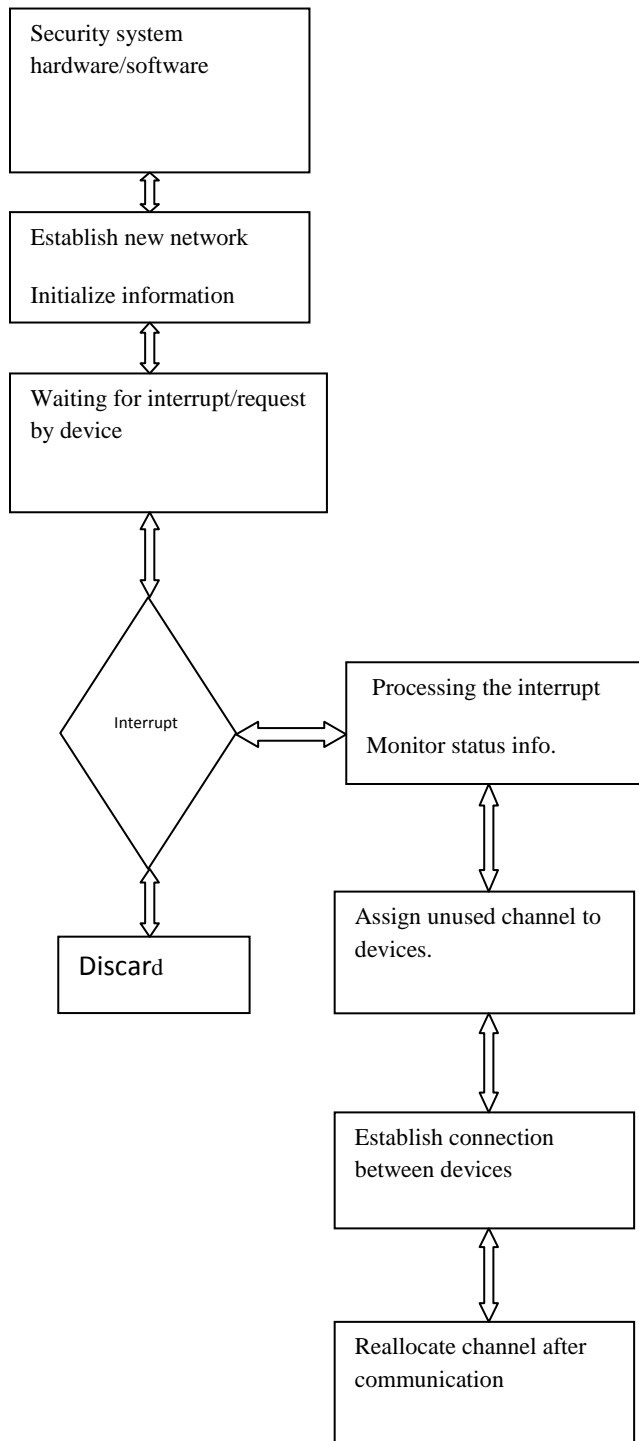 Security system
hardware/software
Establish new network
Initialize information
Waiting for interrupt/request
by device
Interrupt
Processing the interrupt
Monitor status info.
Discard
Assign unused channel to
devices.
Establish connection
between devices
Reallocate channel after
communication